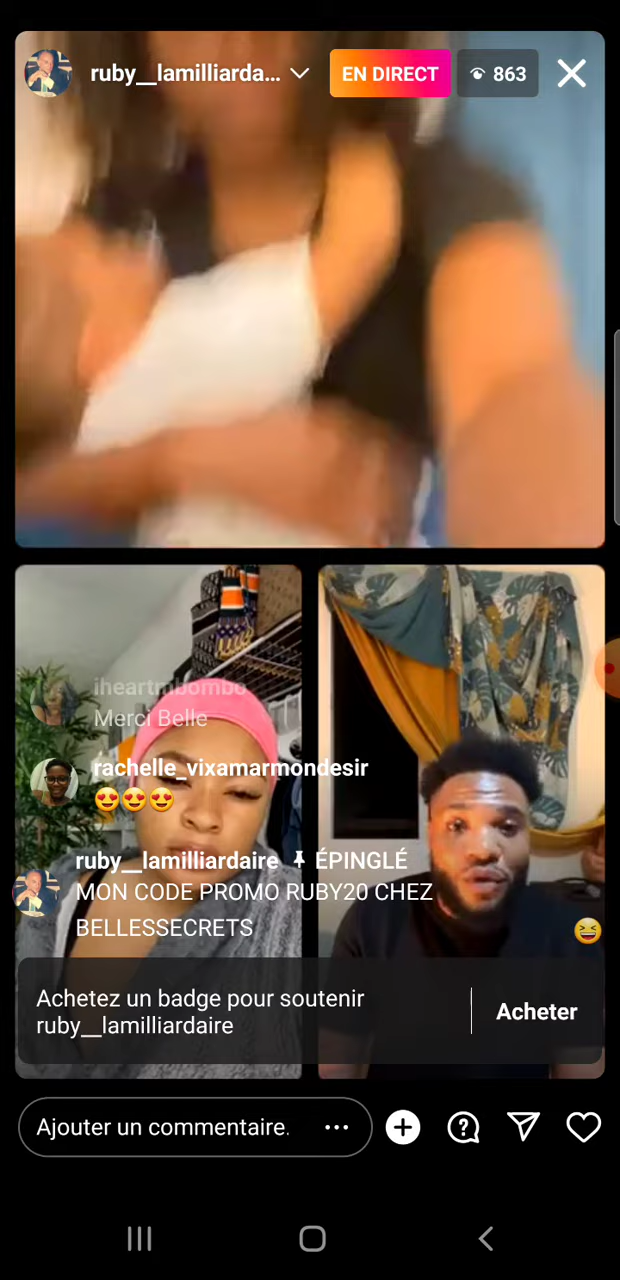 ruby__lamilliarda...
EN DIRECT
863
iheartmbombo
Merci Belle
rachelle_vixamarmondesir
😍😍😍
ruby__lamilliardaire ÉPINGLÉ
MON CODE PROMO RUBY20 CHEZ
BELLESSECRETS
Achetez un badge pour soutenir
ruby__lamilliardaire
Acheter
Ajouter un commentaire.